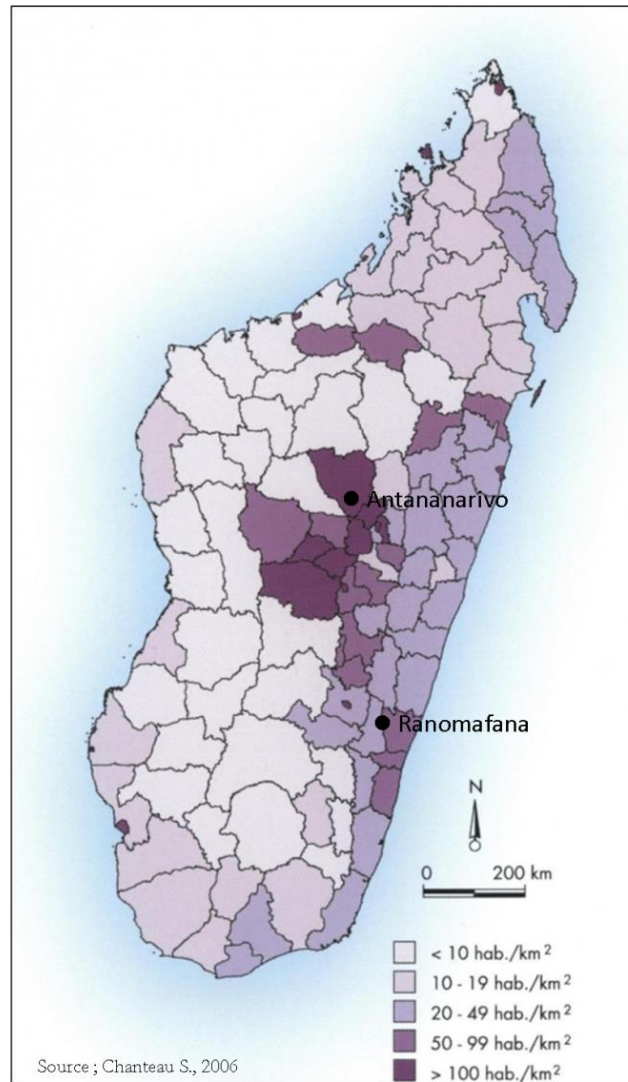 Antananarivo
Ranomafana
N
0 200 km
< 10 hab./km²
10 - 19 hab./km²
20 - 49 hab./km²
50 - 99 hab./km²
> 100 hab./km²
Source ; Chanteau S., 2006